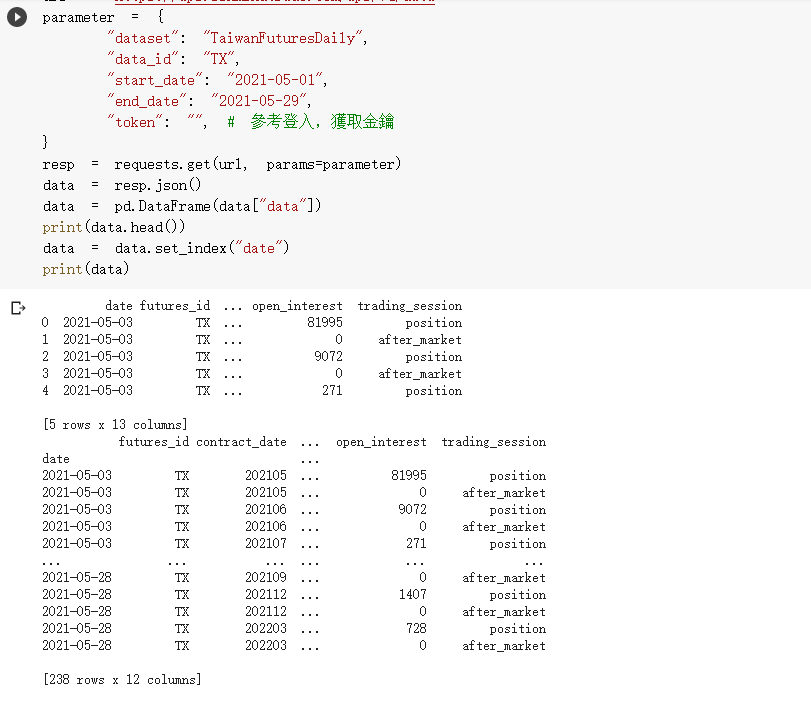 parameter = {
"dataset": "TaiwanFuturesDaily",
"data_id": "TX",
"start_date": "2021-05-01",
"end_date": "2021-05-29",
"token": "", # 參考登入，獲取金鑰
}
resp = requests.get(url, params=parameter)
data = resp.json()
data = pd.DataFrame(data["data"])
print(data.head())
data = data.set_index("date")
print(data)
date futures_id ... open_interest trading_session
0 2021-05-03 TX ... 81995 position
1 2021-05-03 TX ... 0 after_market
2 2021-05-03 TX ... 9072 position
3 2021-05-03 TX ... 0 after_market
4 2021-05-03 TX ... 271 position
[5 rows x 13 columns]
futures_id contract_date ... open_interest trading_session
date ...
2021-05-03 TX 202105 ... 81995 position
2021-05-03 TX 202105 ... 0 after_market
2021-05-03 TX 202106 ... 9072 position
2021-05-03 TX 202106 ... 0 after_market
2021-05-03 TX 202107 ... 271 position
... ... ... ... ... ...
2021-05-28 TX 202109 ... 0 after_market
2021-05-28 TX 202112 ... 1407 position
2021-05-28 TX 202112 ... 0 after_market
2021-05-28 TX 202203 ... 728 position
2021-05-28 TX 202203 ... 0 after_market
[238 rows x 12 columns]